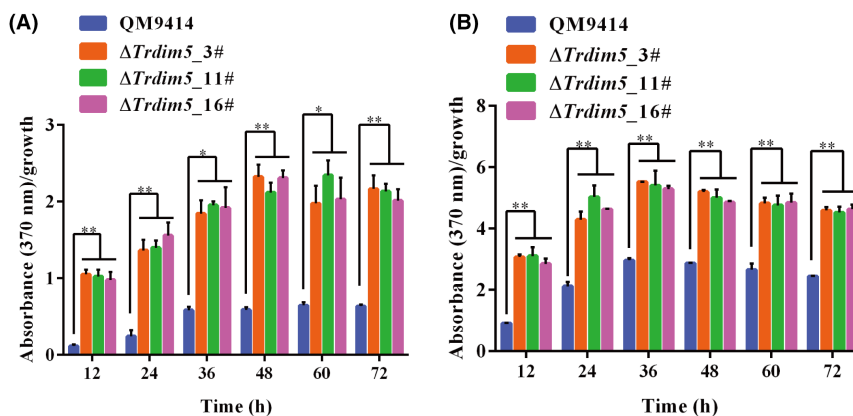 (A)
QM9414
ΔTrdim5_3#
ΔTrdim5_11#
ΔTrdim5_16#
Absorbance (370 nm)/growth
3
2
1
0
**
**
*
**
*
**
12 24 36 48 60 72
Time (h)
(B)
QM9414
ΔTrdim5_3#
ΔTrdim5_11#
ΔTrdim5_16#
Absorbance (370 nm)/growth
8
6
4
2
0
**
**
**
**
**
**
12 24 36 48 60 72
Time (h)